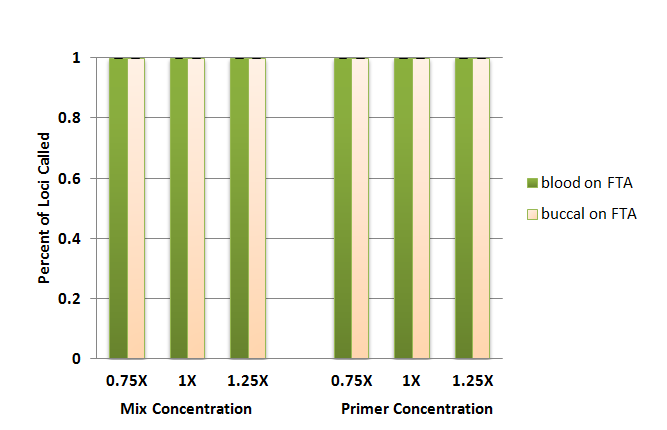 Percent of Loci Called
1
0.8
0.6
0.4
0.2
0
0.75X 1X 1.25X 0.75X 1X 1.25X
Mix Concentration Primer Concentration
blood on FTA
buccal on FTA